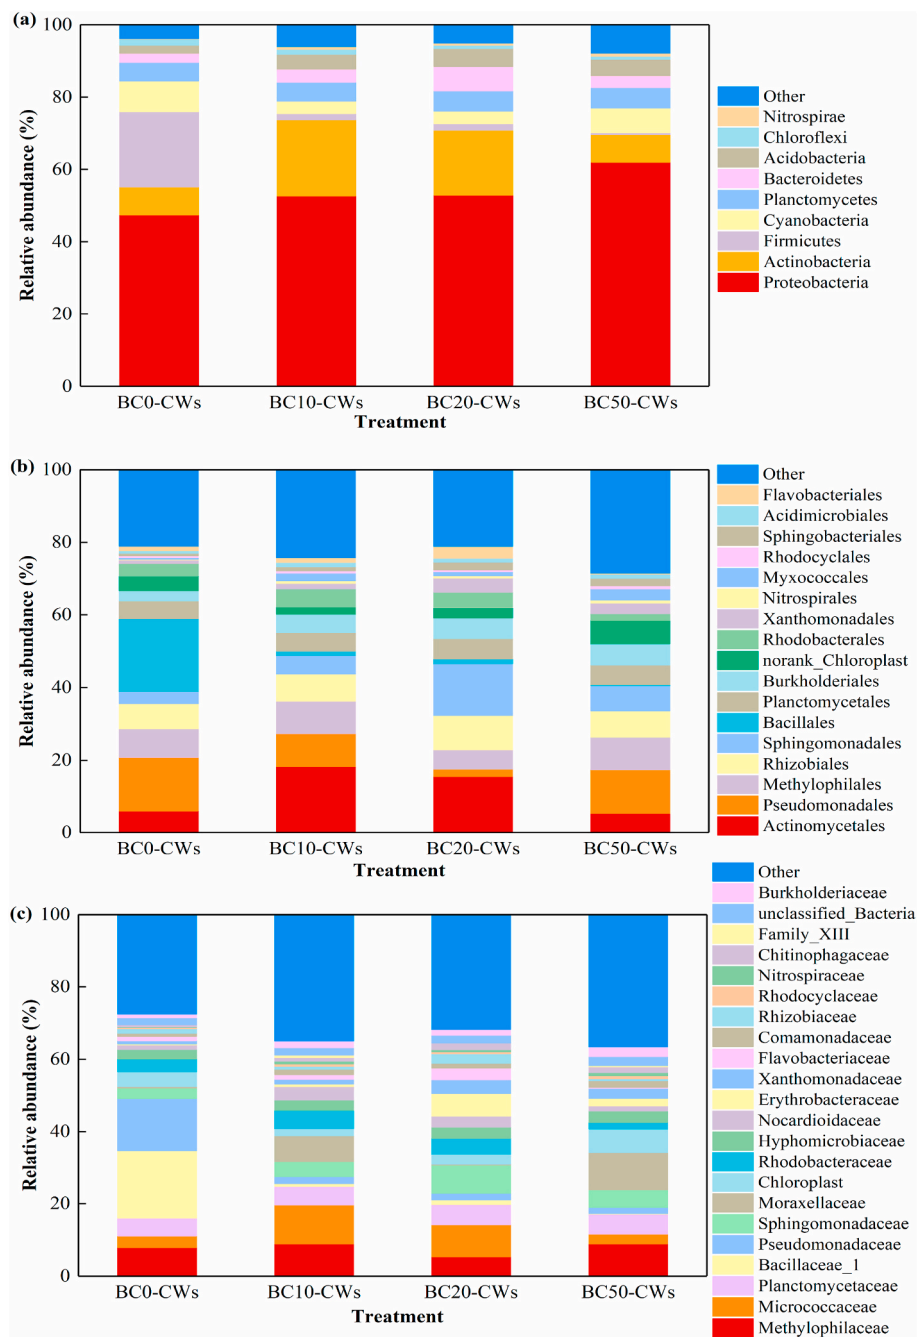 (a)
Relative abundance (%)
100
80
60
40
20
0
BC0-CWs BC10-CWs BC20-CWs BC50-CWs
Treatment
Other
Nitrospirae
Chloroflexi
Acidobacteria
Bacteroidetes
Planctomycetes
Cyanobacteria
Firmicutes
Actinobacteria
Proteobacteria
(b)
Relative abundance (%)
100
80
60
40
20
0
BC0-CWs BC10-CWs BC20-CWs BC50-CWs
Treatment
Other
Flavobacteriales
Acidimicrobiales
Sphingobacteriales
Rhodocyclales
Myxococcales
Nitrospirales
Xanthomonadales
Rhodobacterales
norank_Chloroplast
Burkholderiales
Planctomycetales
Bacillales
Sphingomonadales
Rhizobiales
Methylophilales
Pseudomonadales
Actinomycetales
(c)
Relative abundance (%)
100
80
60
40
20
0
BC0-CWs BC10-CWs BC20-CWs BC50-CWs
Treatment
Other
Burkholderiaceae
unclassified_Bacteria
Family_XIII
Chitinophagaceae
Nitrospiraceae
Rhodocyclaceae
Rhizobiaceae
Comamonadaceae
Flavobacteriaceae
Xanthomonadaceae
Erythrobacteraceae
Nocardioidaceae
Hyphomicrobiaceae
Rhodobacteraceae
Chloroplast
Moraxellaceae
Sphingomonadaceae
Pseudomonadaceae
Bacillaceae_1
Planctomycetaceae
Micrococcaceae
Methylophilaceae